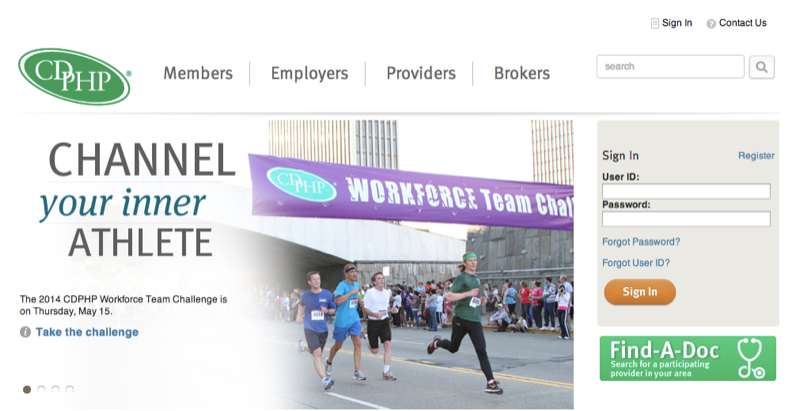 Sign In
Contact Us
CDPHP®
Members
Employers
Providers
Brokers
search
CHANNEL
your inner
ATHLETE
CDPHP WORKFORCE Team Chal
The 2014 CDPHP Workforce Team Challenge is
on Thursday, May 15.
Take the challenge
Sign In
Register
User ID:
Password:
Forgot Password?
Forgot User ID?
Sign In
Find-A-Doc
Search for a participating
provider in your area